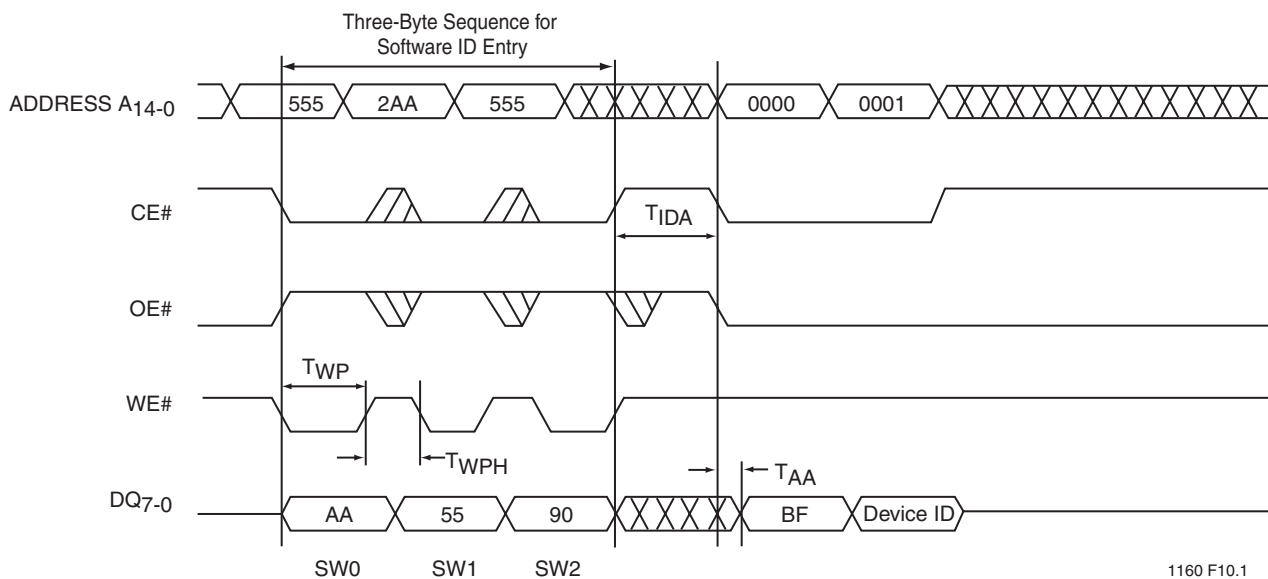 Three-Byte Sequence for
Software ID Entry
ADDRESS A14-0
555
2AA
555
0000
0001
CE#
TIDA
OE#
TWP
WE#
TWPH
TAA
DQ7-0
AA
55
90
BF
Device ID
SW0
SW1
SW2
1160 F10.1